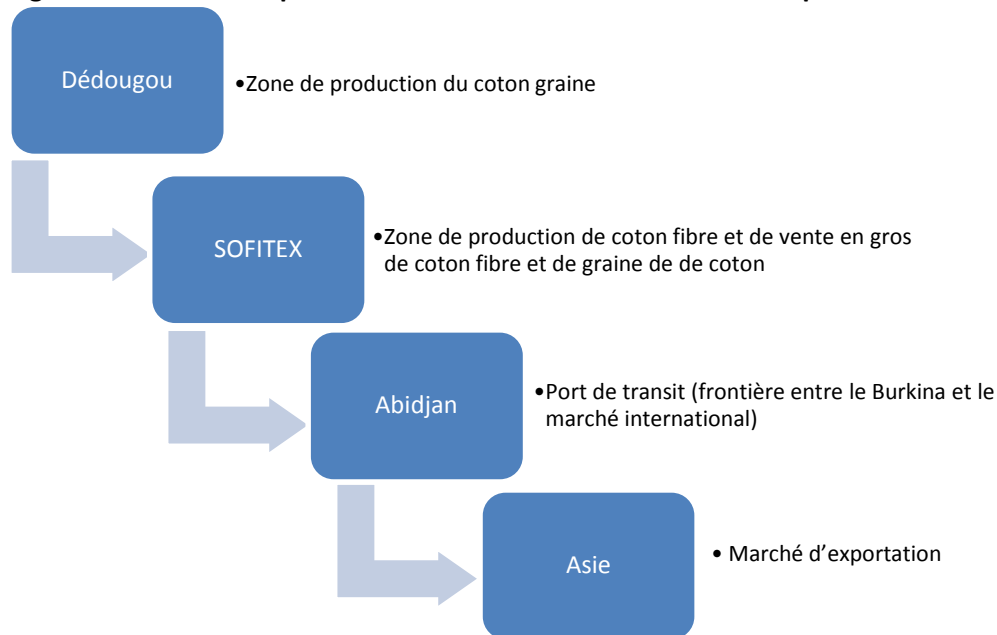 Dédougou
•Zone de production du coton graine
SOFITEX
•Zone de production de coton fibre et de vente en gros
de coton fibre et de graine de de coton
Abidjan
•Port de transit (frontière entre le Burkina et le
marché international)
Asie
• Marché d’exportation